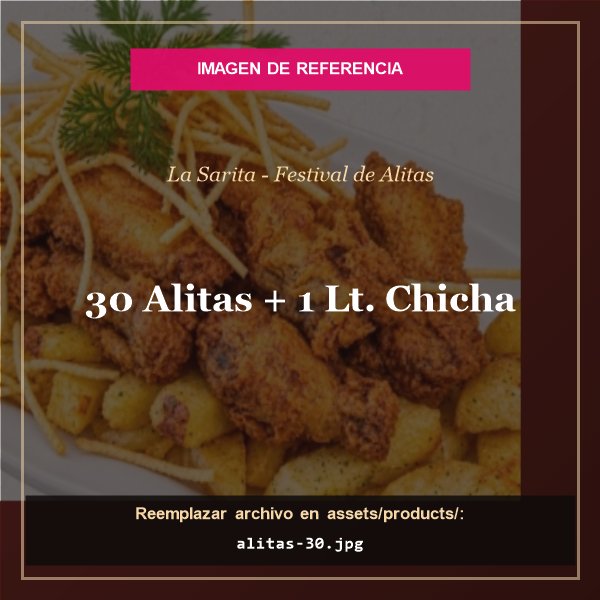 IMAGEN DE REFERENCIA
La Sarita - Festival de Alitas
30 Alitas + 1 Lt. Chicha
Reemplazar archivo en assets/products/:
alitas-30.jpg